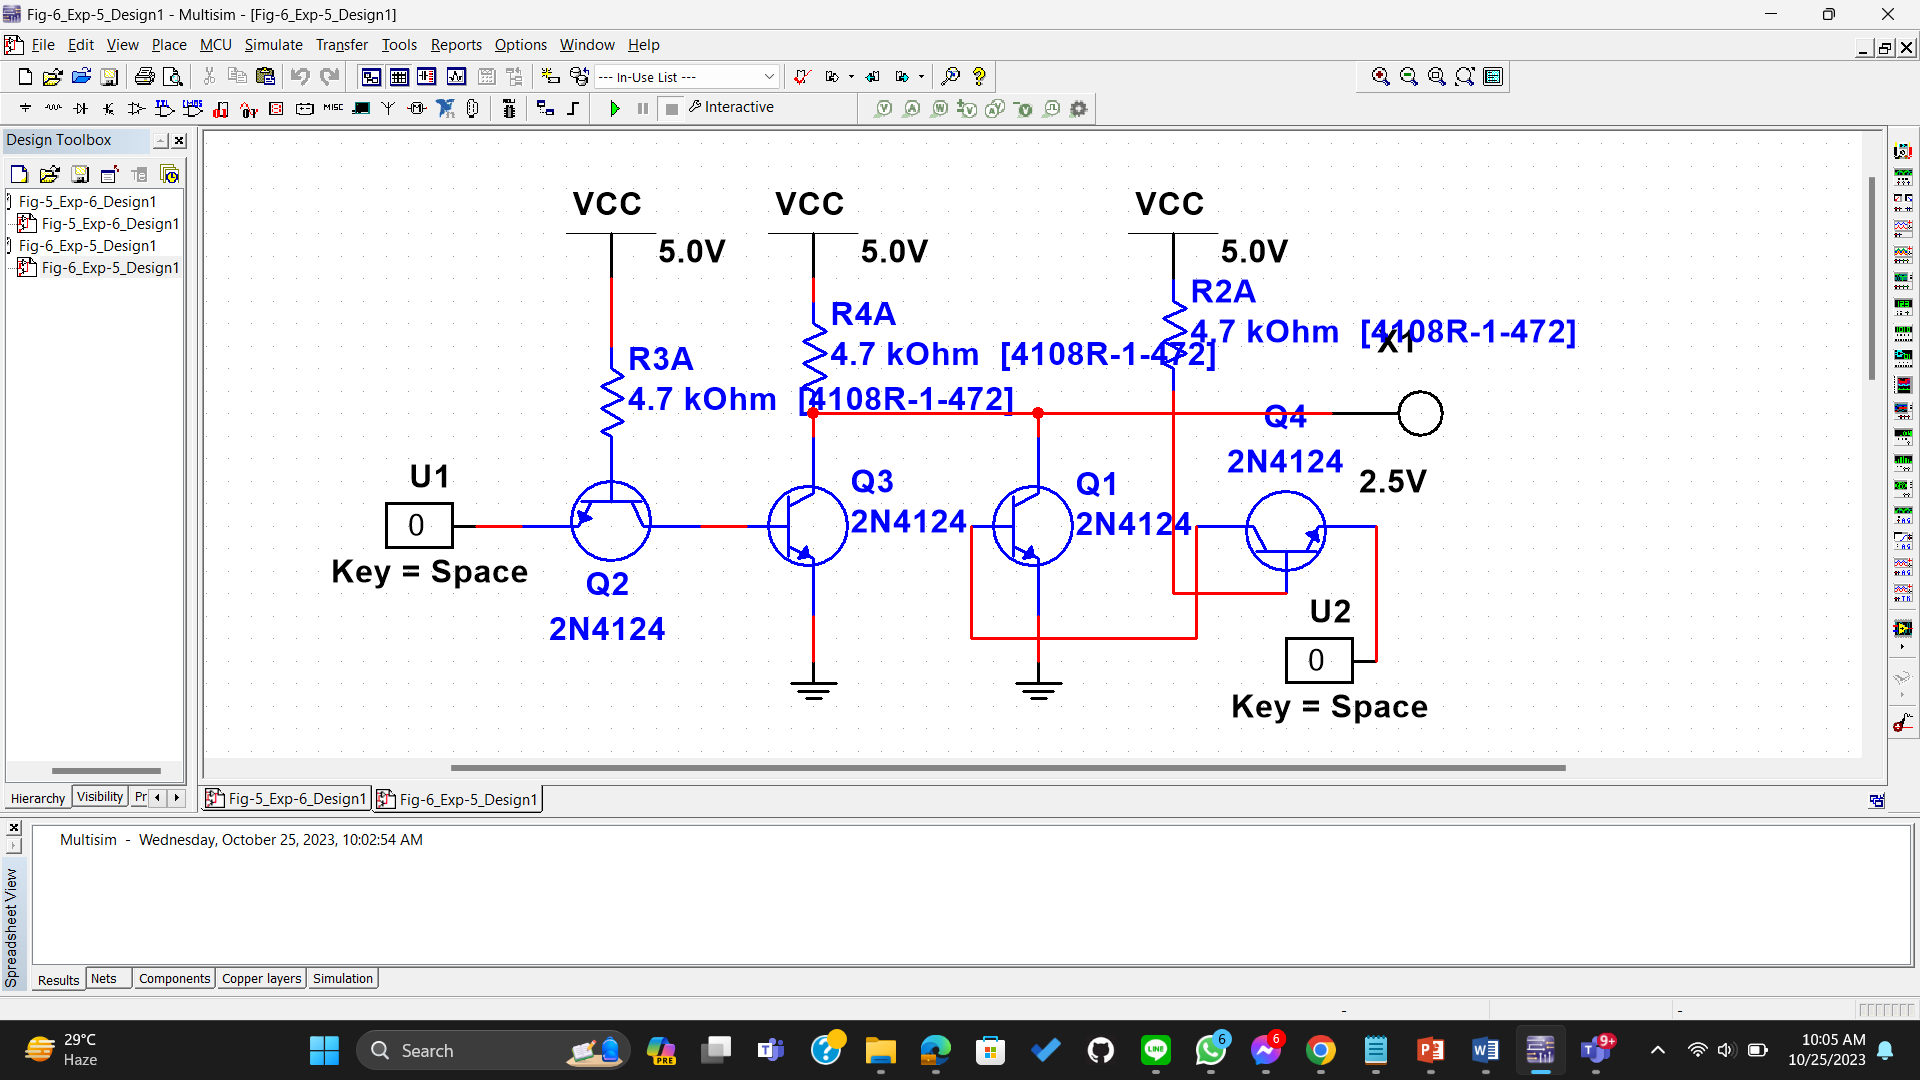 Fig-6_Exp-5_Design1 - Multisim - [Fig-6_Exp-5_Design1]
File Edit View Place MCU Simulate Transfer Tools Reports Options Window Help
--- In-Use List ---
MISC Interactive
Design Toolbox
Fig-5_Exp-6_Design1
Fig-5_Exp-6_Design1
Fig-6_Exp-5_Design1
Fig-6_Exp-5_Design1
VCC VCC VCC
5.0V 5.0V 5.0V
R2A
4.7 kOhm [4108R-1-472]
R4A
4.7 kOhm [4108R-1-472]
X1
R3A
4.7 kOhm [4108R-1-472]
Q4
2N4124
2.5V
U1
0
Key = Space
Q3
2N4124
Q1
2N4124
Q2
2N4124
U2
0
Key = Space
Hierarchy Visibility Pr
Fig-5_Exp-6_Design1 Fig-6_Exp-5_Design1
Multisim - Wednesday, October 25, 2023, 10:02:54 AM
Spreadsheet View
Results Nets Components Copper layers Simulation
- -
29°C
Haze
Search
PRE
LINE
6
6
9+
10:05 AM
10/25/2023